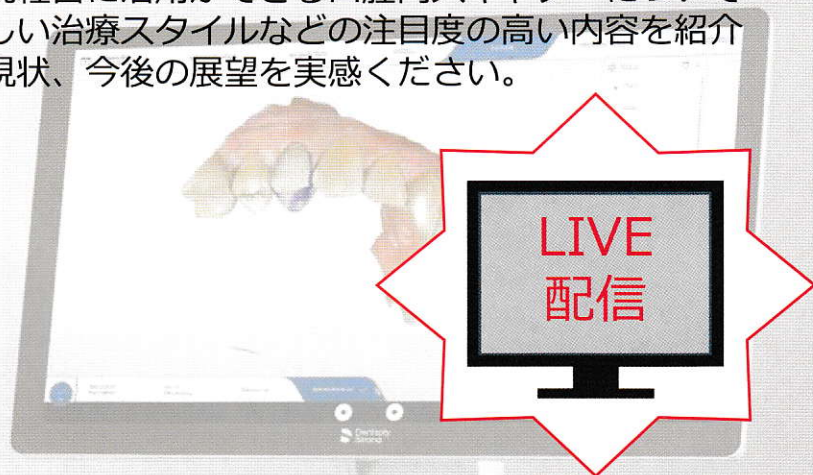 しい治療スタイルなどの注目度の高い内容を紹介
現状、今後の展望を実感ください。
LIVE
配信
Dentsply
Sirona